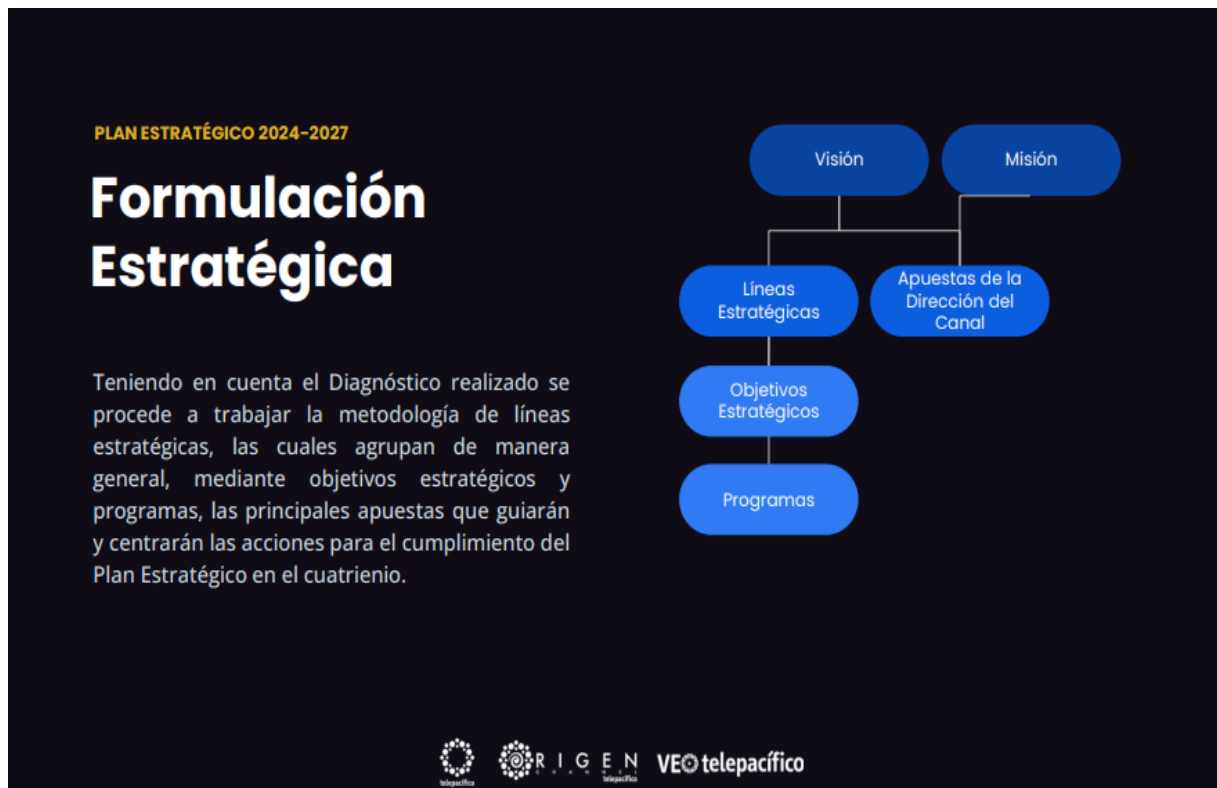 PLAN ESTRATÉGICO 2024-2027
Formulación
Estratégica
Teniendo en cuenta el Diagnóstico realizado se
procede a trabajar la metodología de líneas
estratégicas, las cuales agrupan de manera
general, mediante objetivos estratégicos y
programas, las principales apuestas que guiarán
y centrarán las acciones para el cumplimiento del
Plan Estratégico en el cuatrienio.
Visión
Misión
Líneas
Estratégicas
Apuestas de la
Dirección del
Canal
Objetivos
Estratégicos
Programas
telepacífico
ORIGEN
CHANNEL
telepacífico
VEO telepacífico